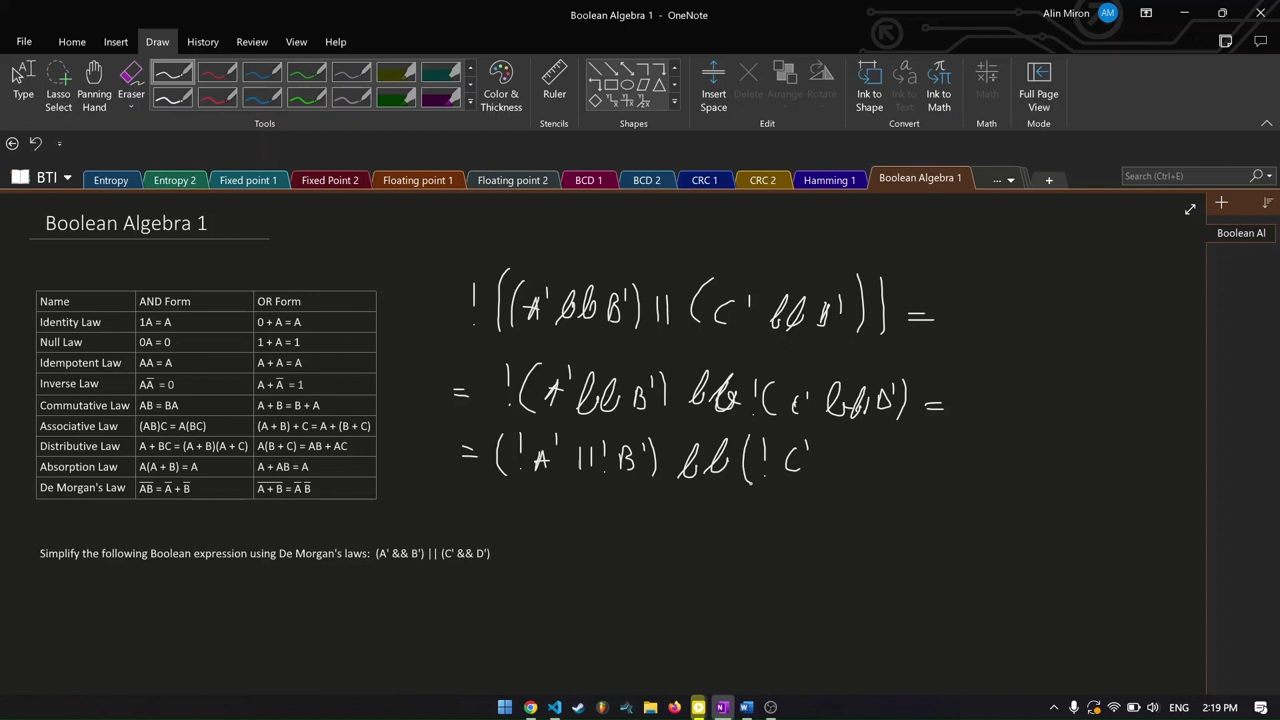 Boolean Algebra 1 - OneNote
Alin Miron AM
File Home Insert Draw History Review View Help
Type Lasso Select Panning Hand Eraser Color & Thickness Ruler Insert Space Delete Arrange Rotate Ink to Shape Ink to Text Ink to Math Math Full Page View
Tools Stencils Shapes Edit Convert Math Mode
BTI Entropy Entropy 2 Fixed point 1 Fixed Point 2 Floating point 1 Floating point 2 BCD 1 BCD 2 CRC 1 CRC 2 Hamming 1 Boolean Algebra 1 ... + Search (Ctrl+E)
Boolean Algebra 1
Boolean Al
Name AND Form OR Form
Identity Law 1A = A 0 + A = A
Null Law 0A = 0 1 + A = 1
Idempotent Law AA = A A + A = A
Inverse Law AA̅ = 0 A + A̅ = 1
Commutative Law AB = BA A + B = B + A
Associative Law (AB)C = A(BC) (A + B) + C = A + (B + C)
Distributive Law A + BC = (A + B)(A + C) A(B + C) = AB + AC
Absorption Law A(A + B) = A A + AB = A
De Morgan's Law A̅B̅ = A̅ + B̅ A̅ ̅+̅ ̅B̅ = A̅ B̅
! [(A' && B') || (C' && D')] =
= !(A' && B') && !(C' && D') =
= (!A' || !B') && (! C'
Simplify the following Boolean expression using De Morgan's laws: (A' && B') || (C' && D')
ENG 2:19 PM